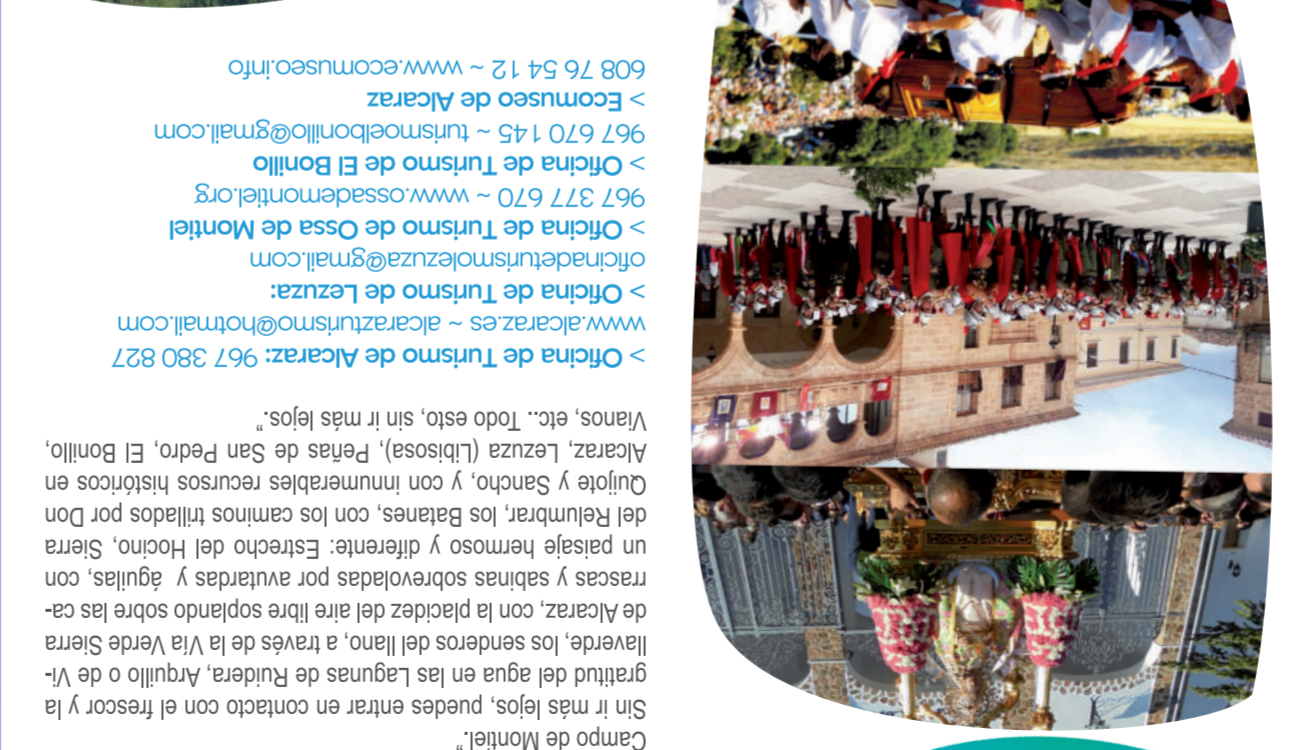 Campo de Montiel.”
Sin ir más lejos, puedes entrar en contacto con el frescor y la
gratitud del agua en las Lagunas de Ruidera, Arquillo o de Vi-
llaverde, los senderos del llano, a través de la Vía Verde Sierra
de Alcaraz, con la placidez del aire libre soplando sobre las ca-
rrascas y sabinas sobrevoladas por avutardas y águilas, con
un paisaje hermoso y diferente: Estrecho del Hocino, Sierra
del Relumbrar, los Batanes, con los caminos trillados por Don
Quijote y Sancho, y con innumerables recursos históricos en
Alcaraz, Lezuza (Libisosa), Peñas de San Pedro, El Bonillo,
Vianos, etc.. Todo esto, sin ir más lejos.”
> Oficina de Turismo de Alcaraz: 967 380 827
www.alcaraz.es ~ alcarazturismo@hotmail.com
> Oficina de Turismo de Lezuza:
oficinadeturismolezuza@gmail.com
> Oficina de Turismo de Ossa de Montiel
967 377 670 ~ www.ossademontiel.org
> Oficina de Turismo de El Bonillo
967 670 145 ~ turismoelbonillo@gmail.com
> Ecomuseo de Alcaraz
608 76 54 12 ~ www.ecomuseo.info